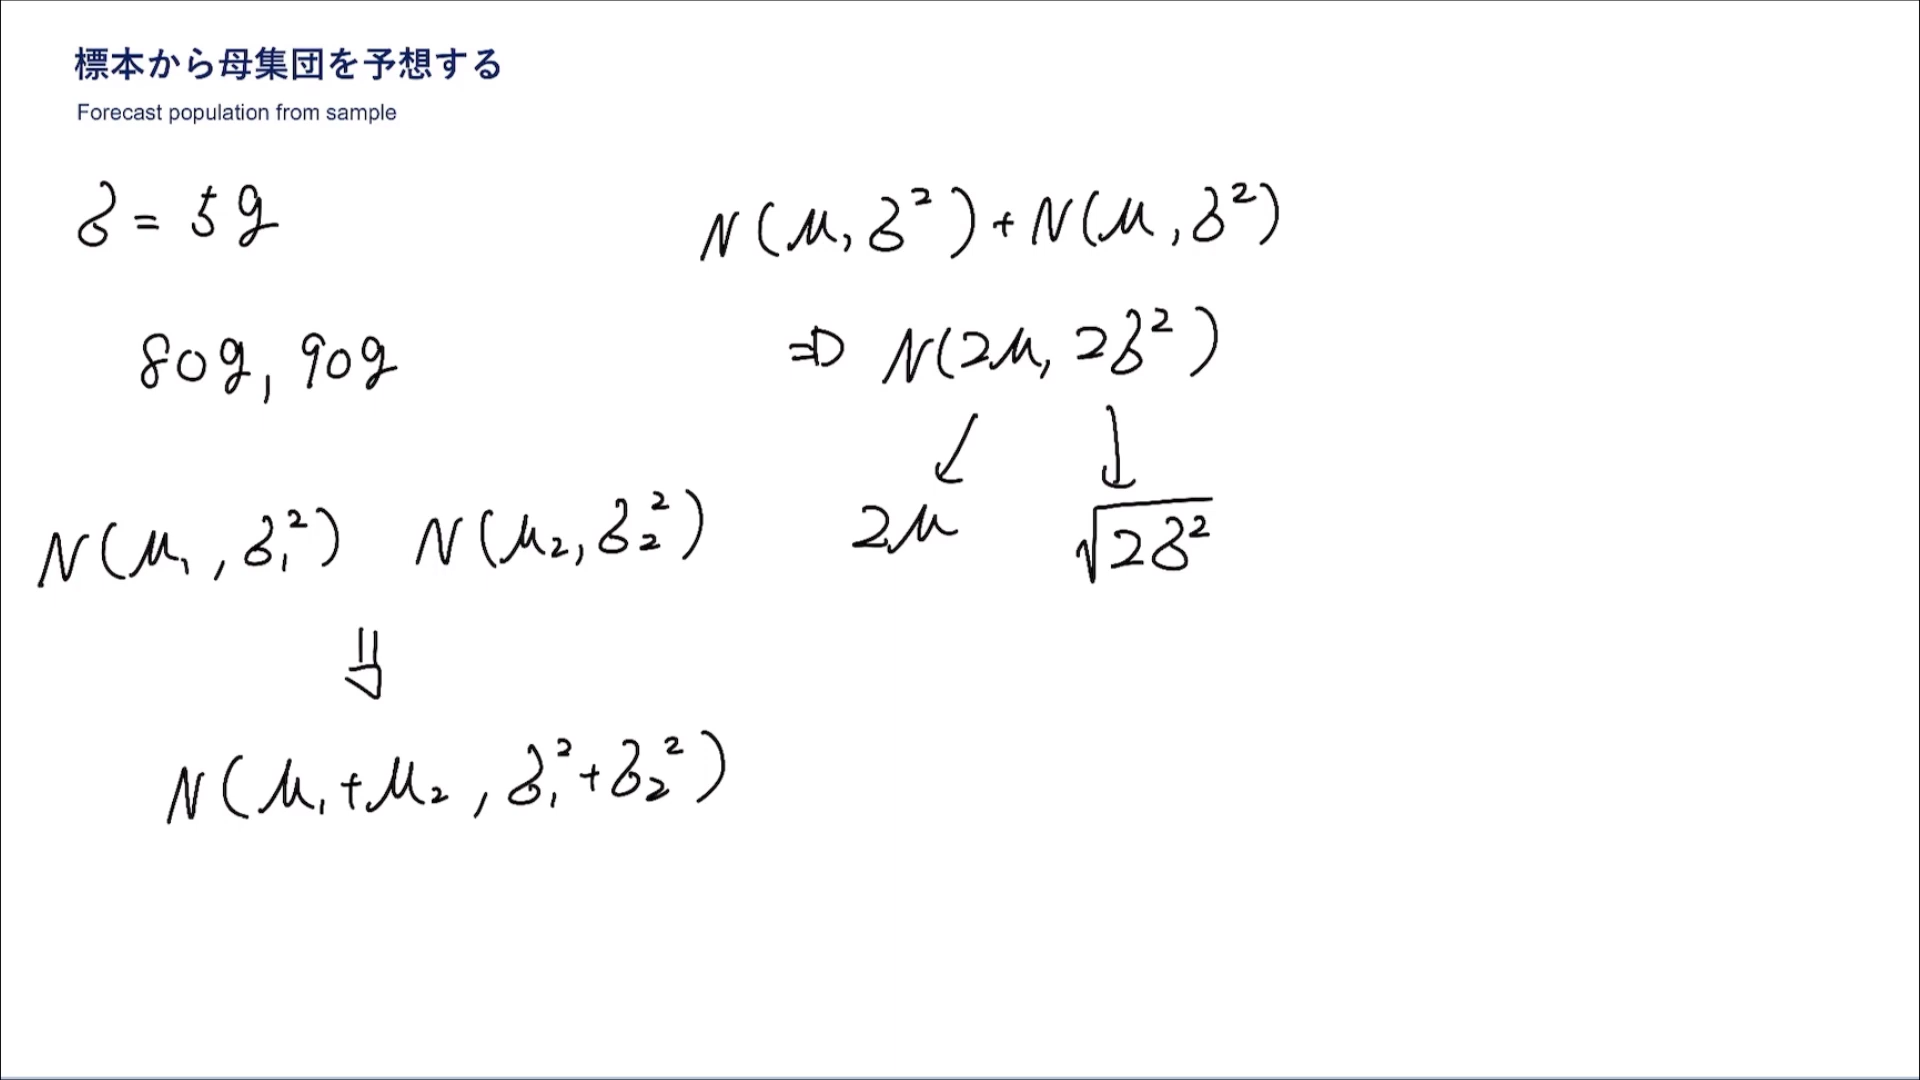 標本から母集団を予想する
Forecast population from sample
σ = 5g
80g, 90g
N(μ₁, σ₁²) N(μ₂, σ₂²)
⇓
N(μ₁+μ₂, σ₁²+σ₂²)
N(μ, σ²) + N(μ, σ²)
⇒ N(2μ, 2σ²)
↙ ↓
2μ √2σ²